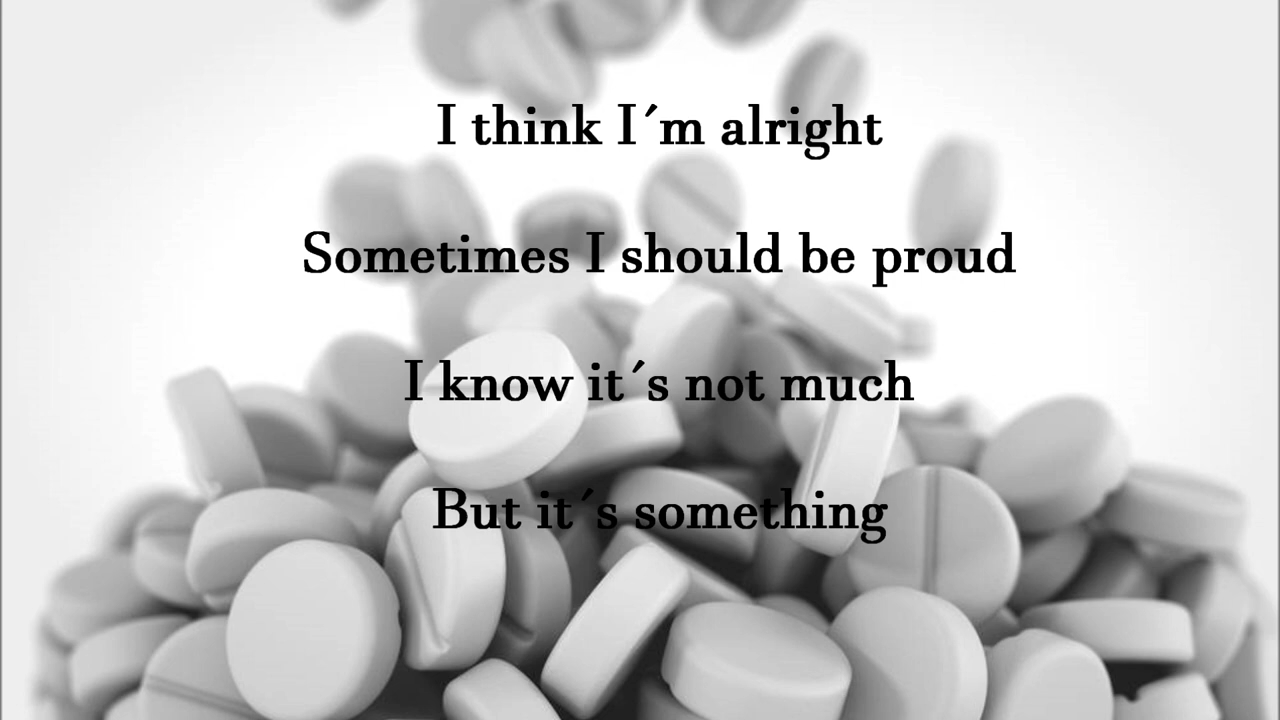 I think I´m alright
Sometimes I should be proud
I know it´s not much
But it´s something